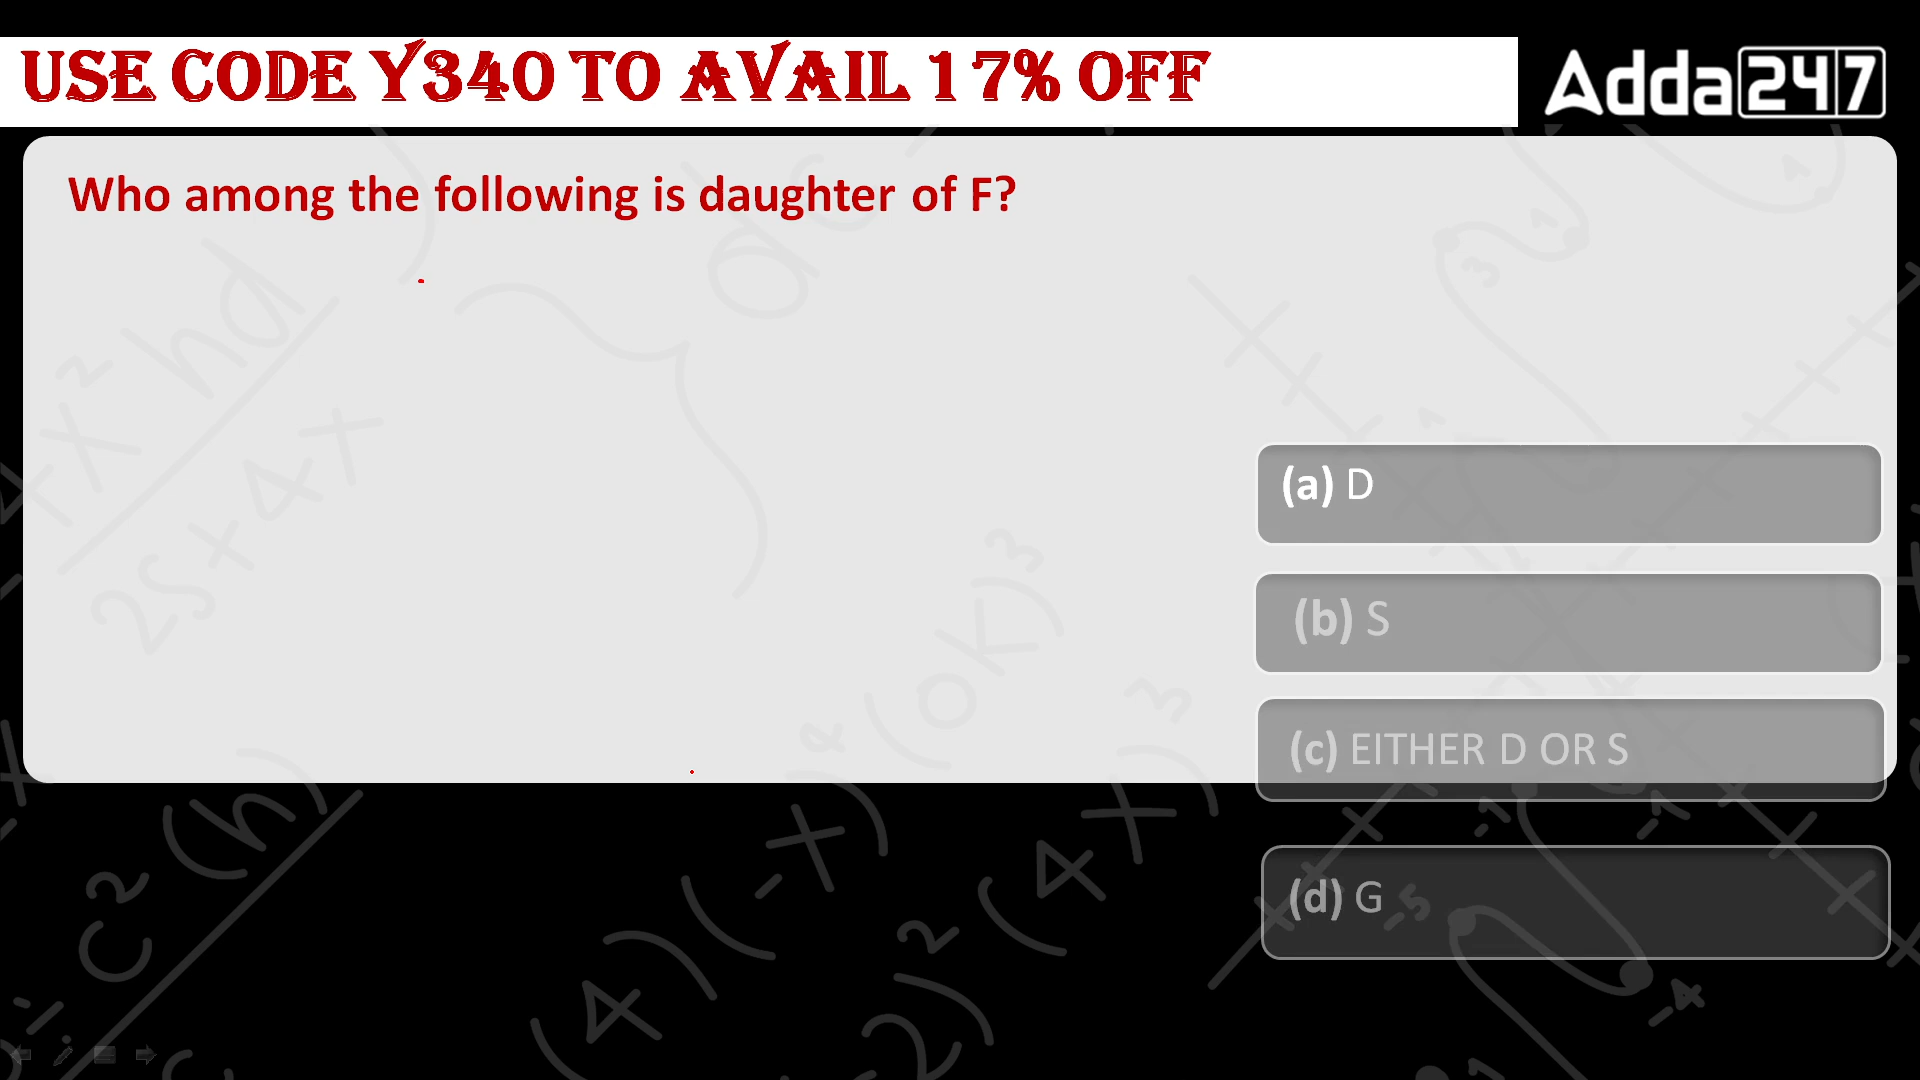 USE CODE Y340 TO AVAIL 17% OFF
Adda247
Who among the following is daughter of F?
(a) D
(b) S
(c) EITHER D OR S
(d) G